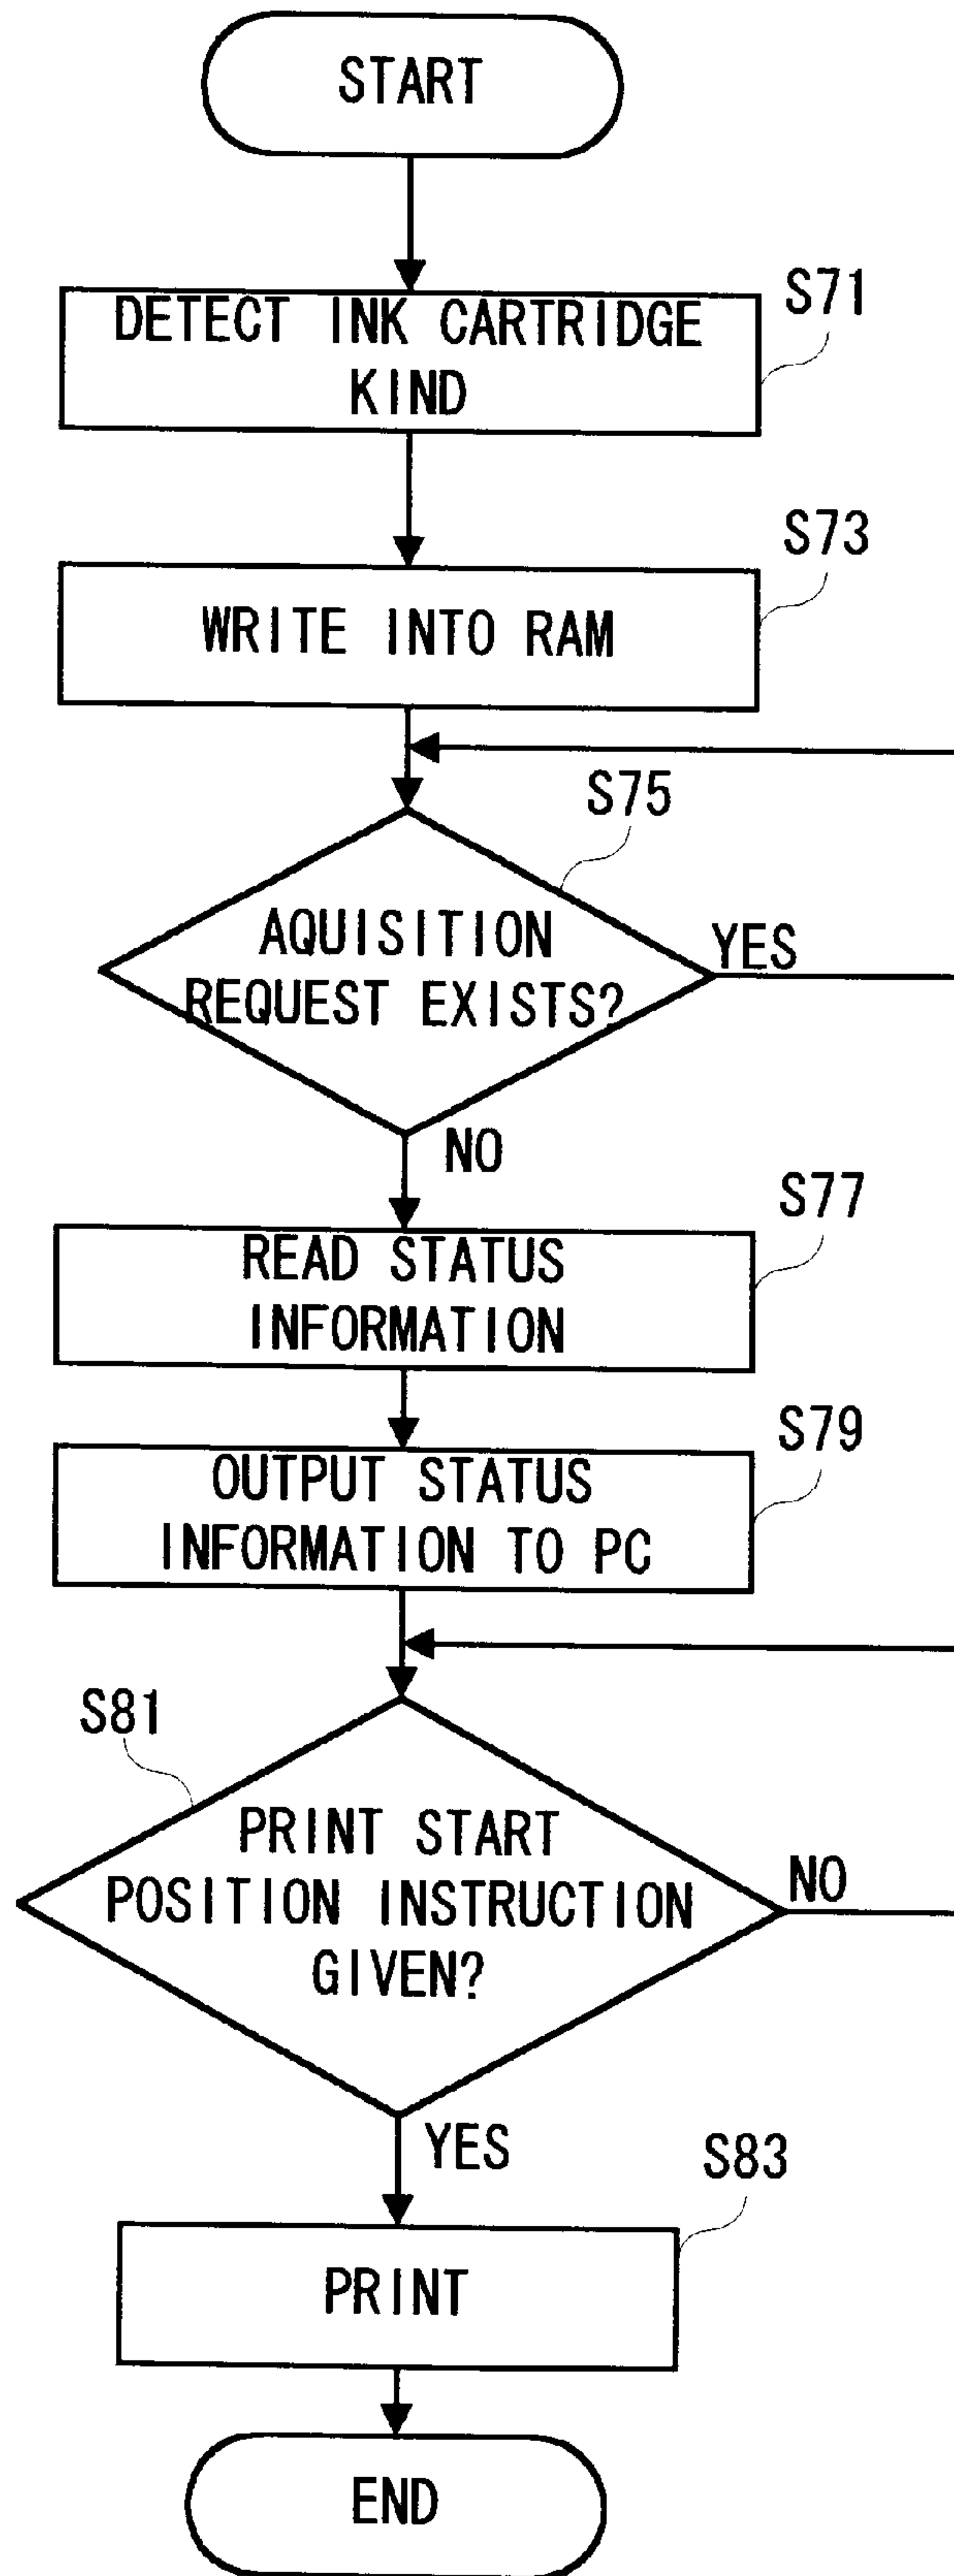 START
S71
DETECT INK CARTRIDGE
KIND
S73
WRITE INTO RAM
S75
AQUISITION
REQUEST EXISTS?
YES
NO
S77
READ STATUS
INFORMATION
S79
OUTPUT STATUS
INFORMATION TO PC
S81
PRINT START
POSITION INSTRUCTION
GIVEN?
NO
YES
S83
PRINT
END